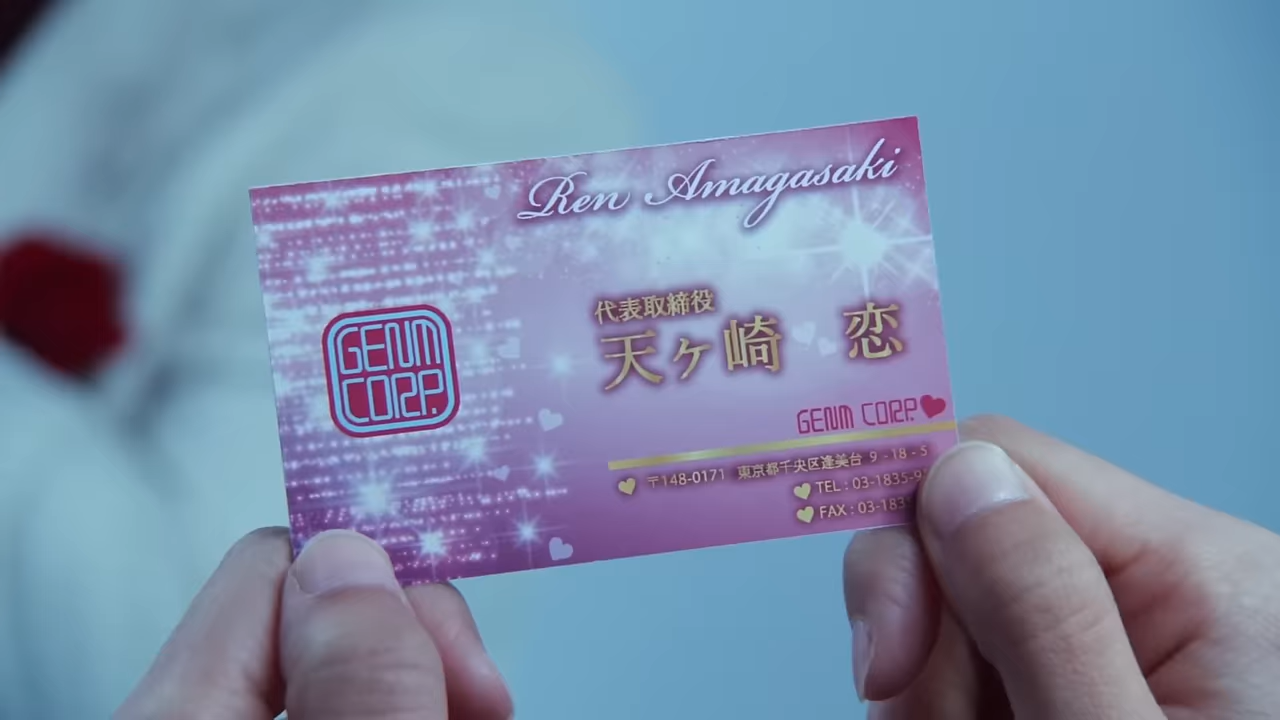 Ren Amagasaki
GENM
CORP.
代表取締役
天ヶ崎 恋
GENM CORP.
〒148-0171 東京都千央区逢美台 9-18-5
TEL : 03-1835-9
FAX : 03-183